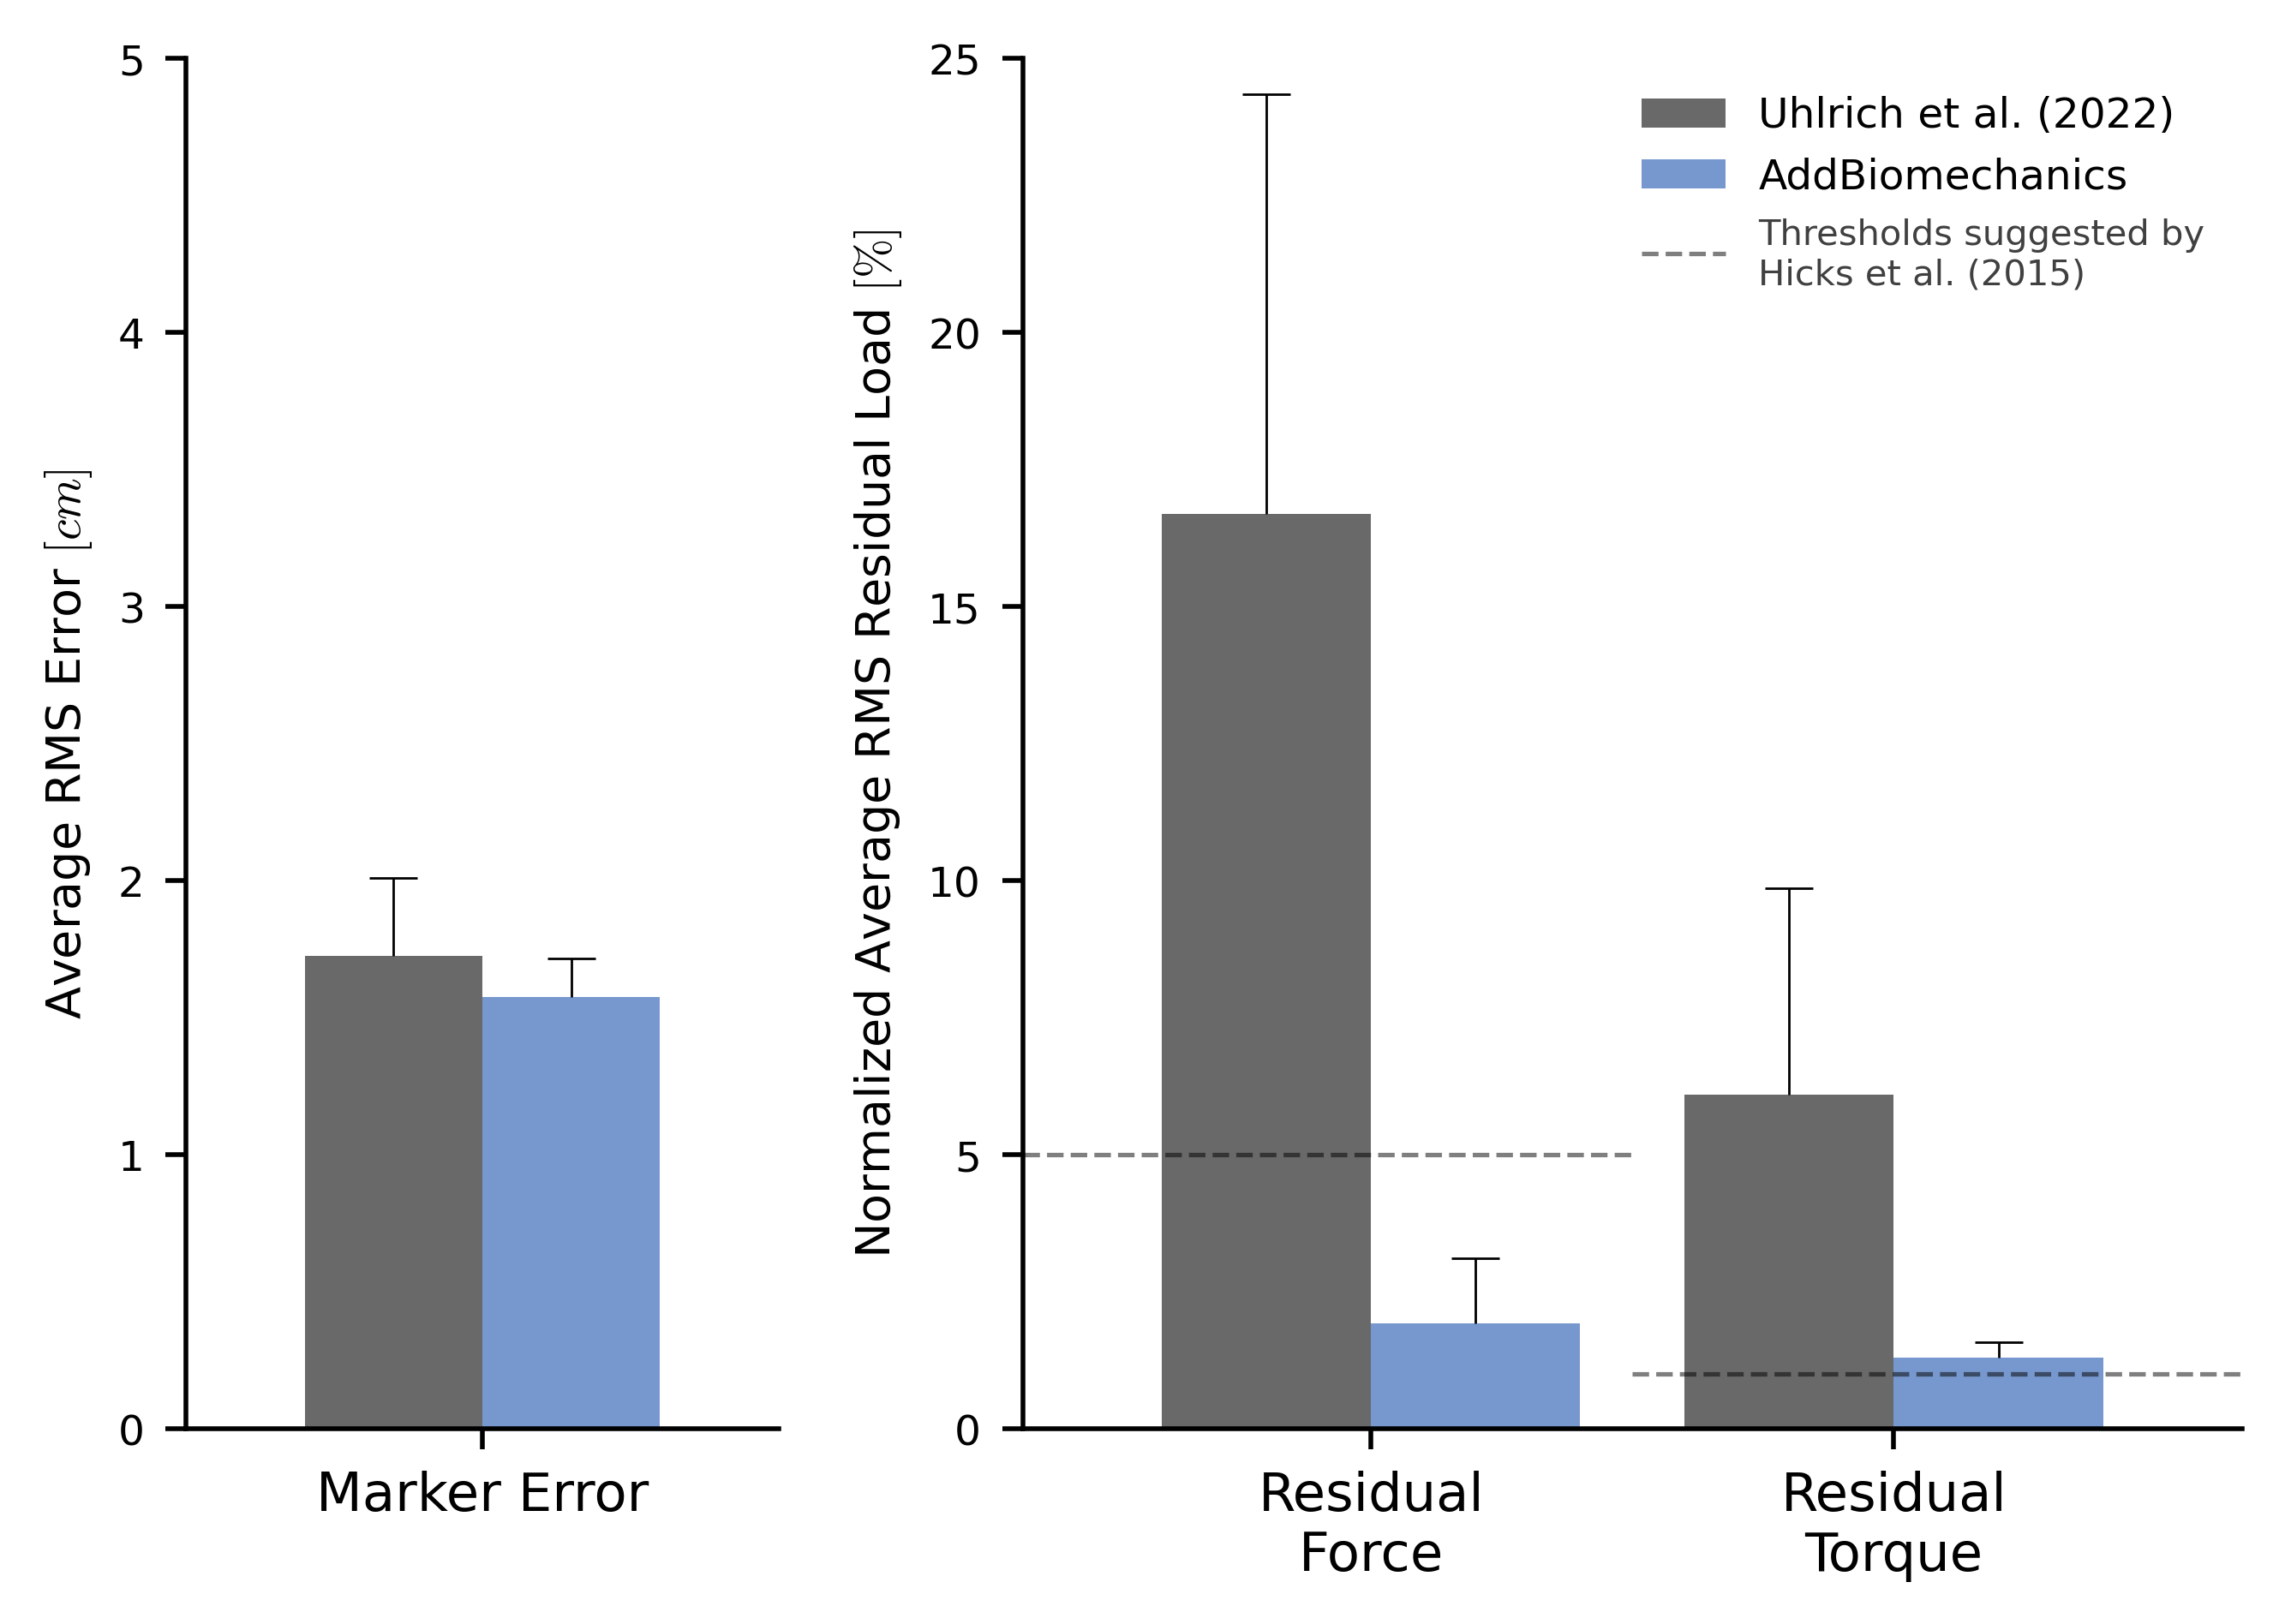 Average RMS Error [cm]
5
4
3
2
1
0
Marker Error
Normalized Average RMS Residual Load [%]
25
20
15
10
5
0
Uhlrich et al. (2022)
AddBiomechanics
Thresholds suggested by
Hicks et al. (2015)
Residual
Force
Residual
Torque